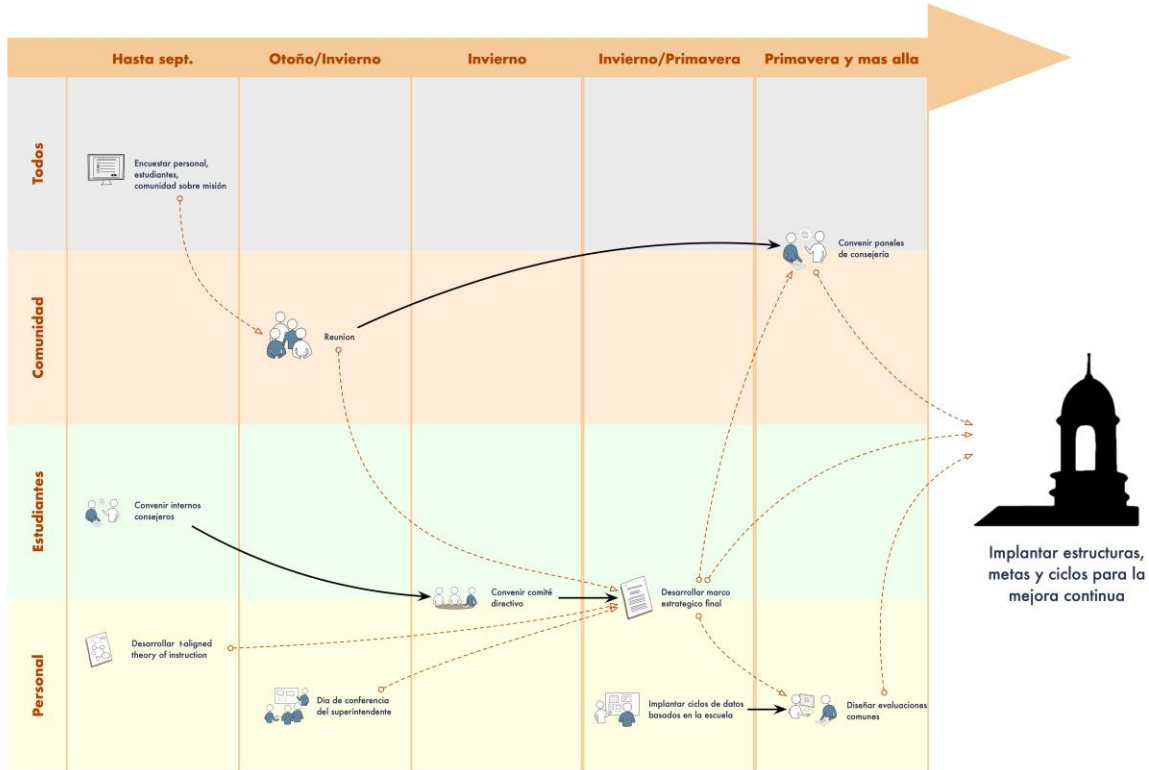 Hasta sept.
Otoño/Invierno
Invierno
Invierno/Primavera
Primavera y mas alla
Todos
Encuestar personal,
estudiantes,
comunidad sobre misión
Convenir paneles
de consejería
Comunidad
Reunion
Estudiantes
Convenir internos
consejeros
Convenir comité
directivo
Desarrollar marco
estrategico final
Personal
Desarrollar t-aligned
theory of instruction
Dia de conferencia
del superintendente
Implantar ciclos de datos
basados en la escuela
Diseñar evaluaciones
comunes
Implantar estructuras,
metas y ciclos para la
mejora continua